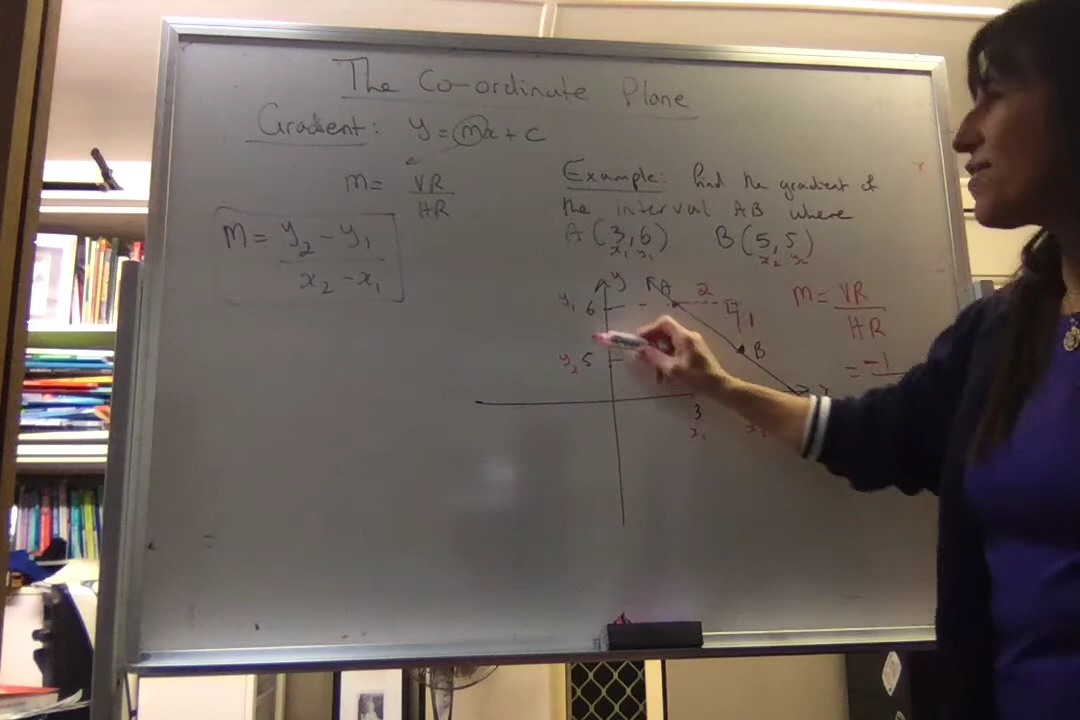 The Co-ordinate Plane
Gradient: y = mx + c
m = VR
HR
m = y₂ - y₁
x₂ - x₁
Example: Find the gradient of
the interval AB where
A (3, 6) B (5, 5)
x₁ y₁ x₂ y₂
y
A 2
y₁ 6
1
B
y₂ 5
x
3
x₁ x₂
m = VR
HR
= -1